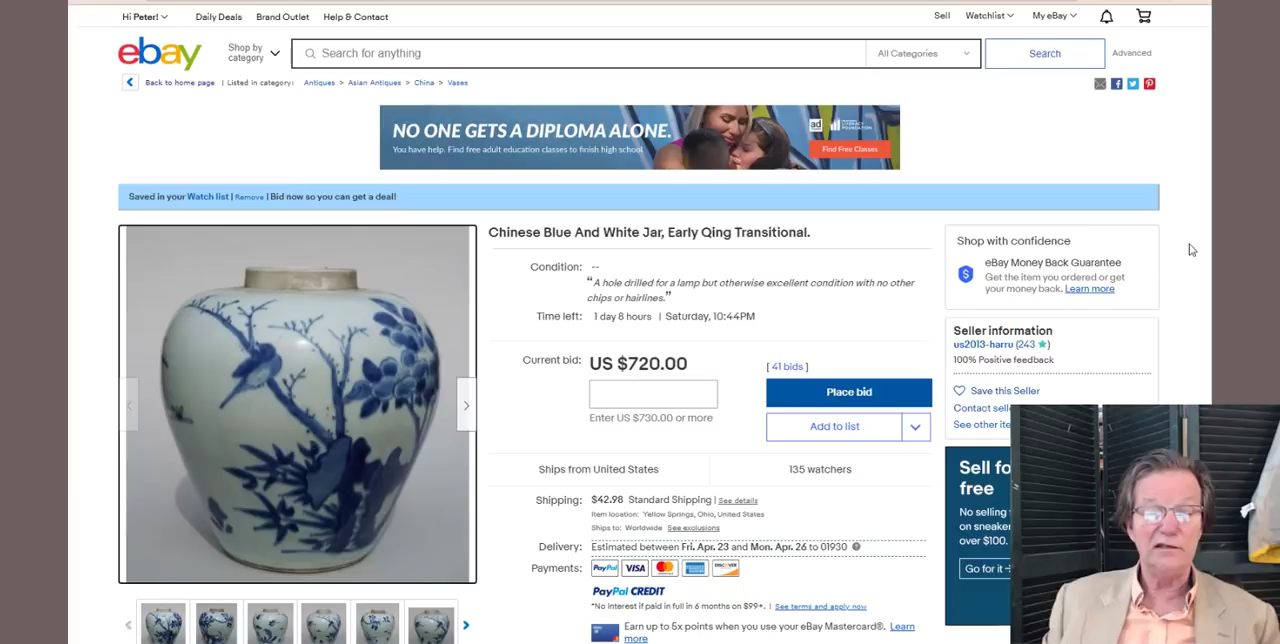 Hi Peter!
Daily Deals
Brand Outlet
Help & Contact
Sell
Watchlist
My eBay
ebay
Shop by
category
Search for anything
All Categories
Search
Advanced
Back to home page | Listed in category: Antiques > Asian Antiques > China > Vases
NO ONE GETS A DIPLOMA ALONE.
You have help. Find free adult education classes to finish high school.
ad
Find Free Classes
Saved in your Watch list | Remove | Bid now so you can get a deal!
Chinese Blue And White Jar, Early Qing Transitional.
Condition: --
“A hole drilled for a lamp but otherwise excellent condition with no other
chips or hairlines.”
Time left: 1 day 8 hours | Saturday, 10:44PM
Current bid: US $720.00
[ 41 bids ]
Place bid
Enter US $730.00 or more
Add to list
Ships from United States
135 watchers
Shipping: $42.98 Standard Shipping | See details
Item location: Yellow Springs, Ohio, United States
Ships to: Worldwide See exclusions
Delivery: Estimated between Fri. Apr. 23 and Mon. Apr. 26 to 01930
Payments: PayPal VISA
PayPal CREDIT
*No Interest if paid in full in 6 months on $99+. | See terms and apply now
Earn up to 5x points when you use your eBay Mastercard®. Learn
more
Shop with confidence
eBay Money Back Guarantee
Get the item you ordered or get
your money back. Learn more
Seller information
us2013-harru (243 ★)
100% Positive feedback
Save this Seller
Contact sell
See other ite
Sell fo
free
No selling
on sneaker
over $100.
Go for it